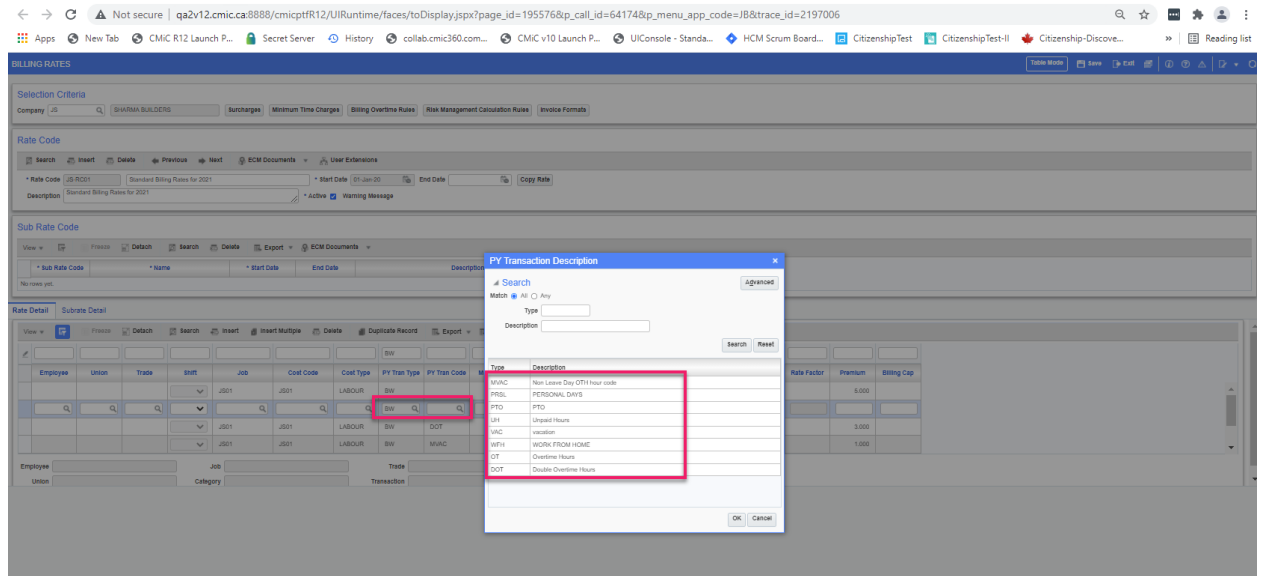 Not secure | qa2v12.cmic.ca:8888/cmicptfR12/UIRuntime/faces/toDisplay.jspx?page_id=195576&p_call_id=64174&p_menu_app_code=JB&trace_id=2197006
Apps New Tab CMiC R12 Launch P... Secret Server History collab.cmic360.com... CMiC v10 Launch P... UIConsole - Standa... HCM Scrum Board... CitizenshipTest CitizenshipTest-II Citizenship-Discove... » Reading list
BILLING RATES Table Mode Save Exit
Selection Criteria
Company JS SHARMA BUILDERS Surcharges Minimum Time Charges Billing Overtime Rules Risk Management Calculation Rules Invoice Formats
Rate Code
Search Insert Delete Previous Next ECM Documents User Extensions
* Rate Code JS-RC01 Standard Billing Rates for 2021 * Start Date 01-Jan-20 End Date Copy Rate
Description Standard Billing Rates for 2021 * Active Warning Message
Sub Rate Code
View Freeze Detach Search Delete Export ECM Documents
* Sub Rate Code * Name * Start Date End Date Description
No rows yet.
PY Transaction Description ×
Search Advanced
Match All Any
Type
Description
Search Reset
Type Description
MVAC Non Leave Day OTH hour code
PRSL PERSONAL DAYS
PTO PTO
UH Unpaid Hours
VAC vacation
WFH WORK FROM HOME
OT Overtime Hours
DOT Double Overtime Hours
OK Cancel
Rate Detail Subrate Detail
View Freeze Detach Search Insert Insert Multiple Delete Duplicate Record Export
BW
Employee Union Trade Shift Job Cost Code Cost Type PY Tran Type PY Tran Code Rate Factor Premium Billing Cap
JS01 JS01 LABOUR BW 5.000
BW
JS01 JS01 LABOUR BW DOT 3.000
JS01 JS01 LABOUR BW MVAC 1.000
Employee Job Trade
Union Category Transaction